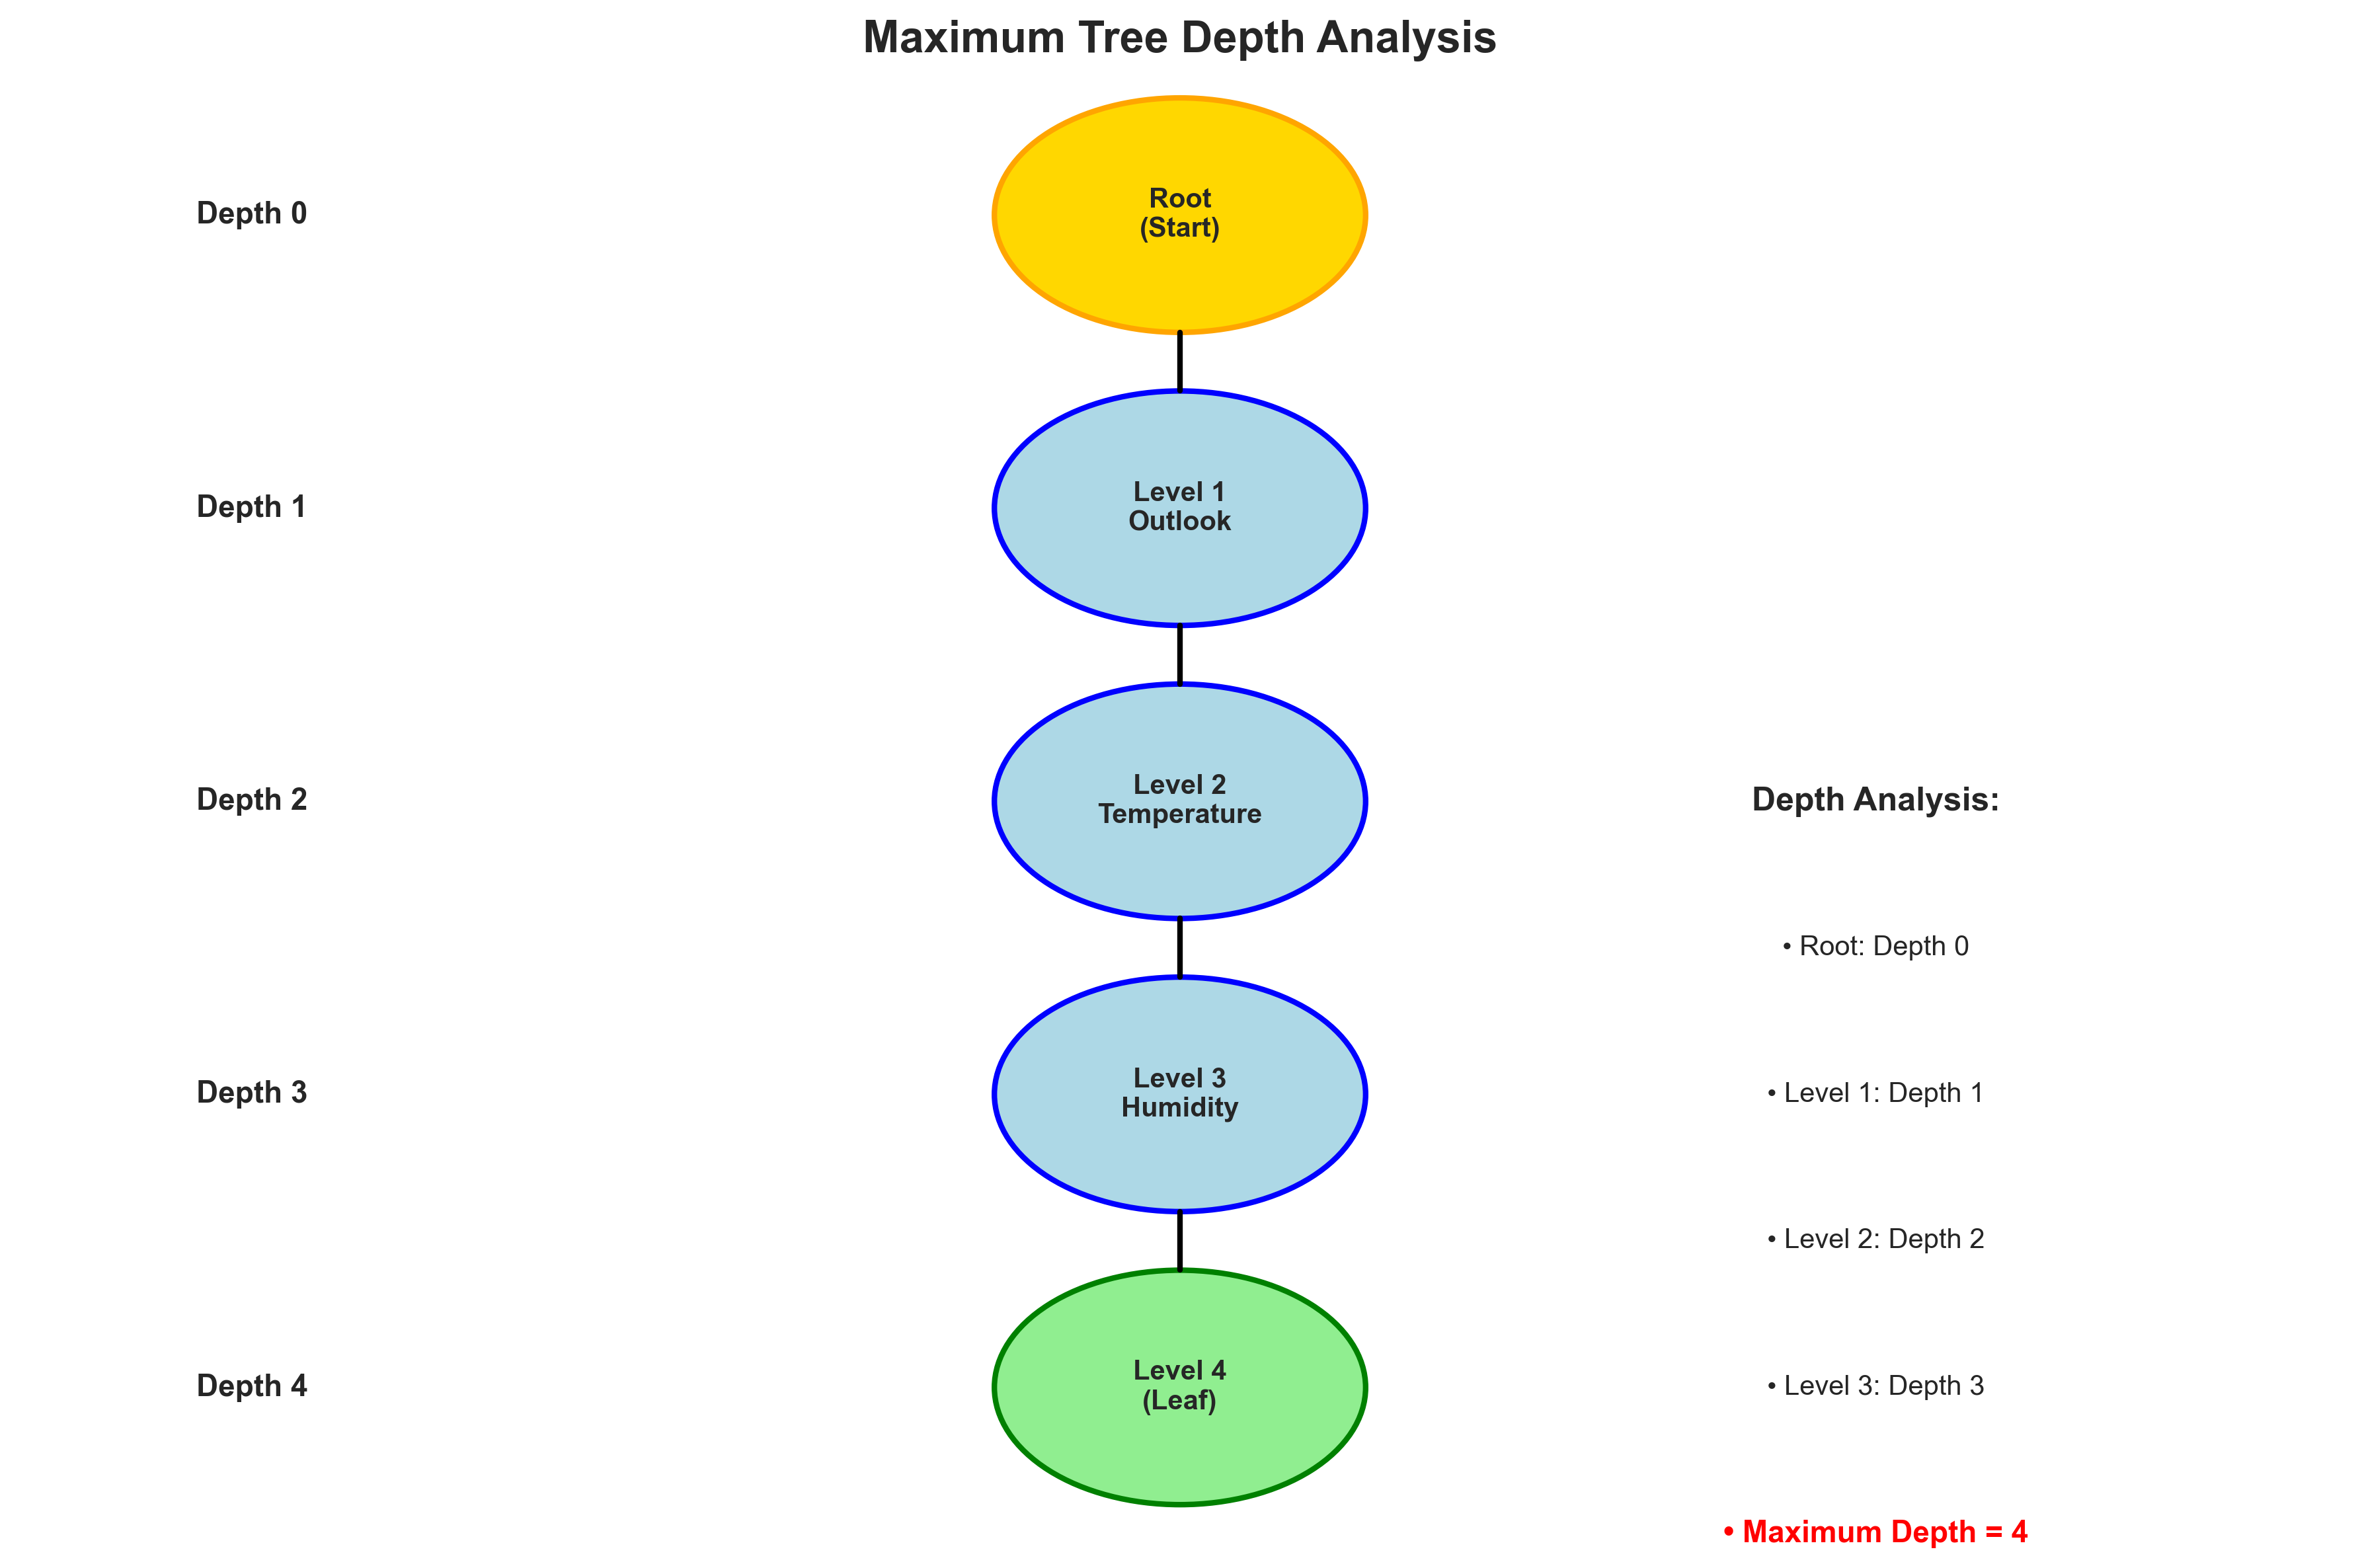 Maximum Tree Depth Analysis
Depth 0
Root
(Start)
Depth 1
Level 1
Outlook
Depth 2
Level 2
Temperature
Depth 3
Level 3
Humidity
Depth 4
Level 4
(Leaf)
Depth Analysis:
• Root: Depth 0
• Level 1: Depth 1
• Level 2: Depth 2
• Level 3: Depth 3
• Maximum Depth = 4